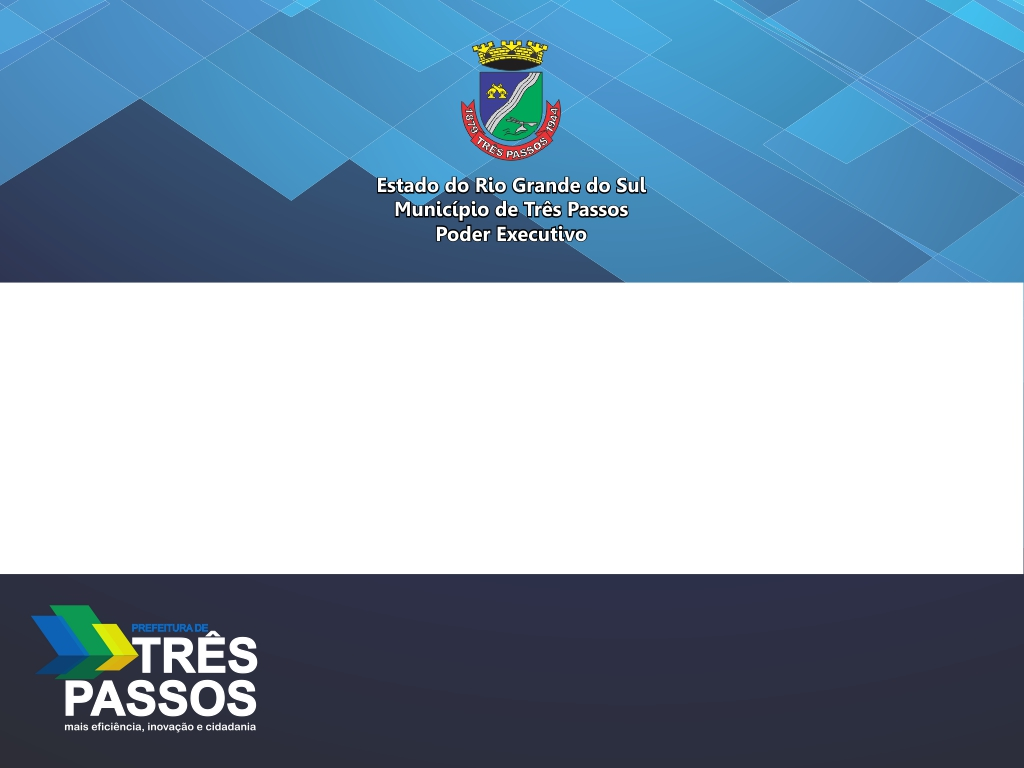 1879 TRÊS PASSOS 1944
Estado do Rio Grande do Sul
Município de Três Passos
Poder Executivo
PREFEITURA DE
TRÊS
PASSOS
mais eficiência, inovação e cidadania